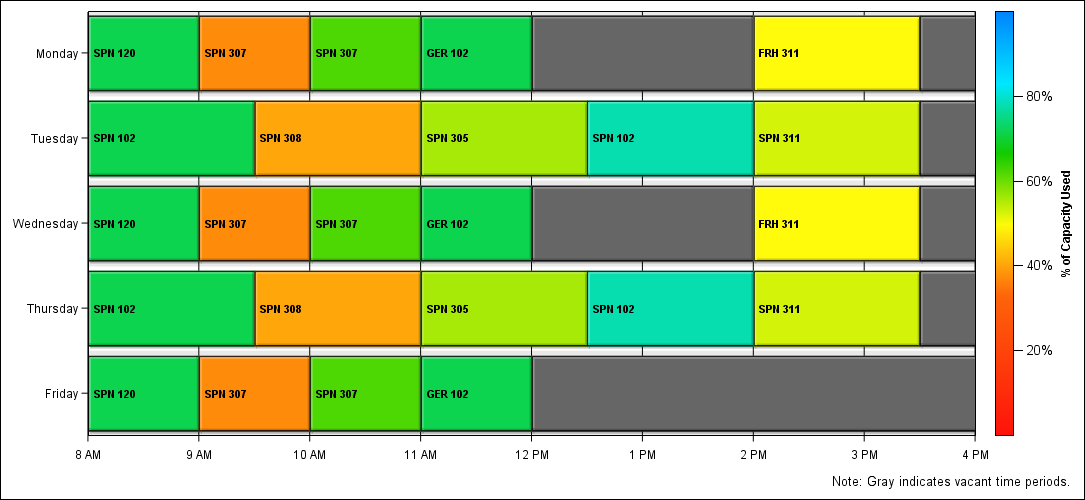 Monday
SPN 120 SPN 307 SPN 307 GER 102 FRH 311
Tuesday
SPN 102 SPN 308 SPN 305 SPN 102 SPN 311
Wednesday
SPN 120 SPN 307 SPN 307 GER 102 FRH 311
Thursday
SPN 102 SPN 308 SPN 305 SPN 102 SPN 311
Friday
SPN 120 SPN 307 SPN 307 GER 102
8 AM 9 AM 10 AM 11 AM 12 PM 1 PM 2 PM 3 PM 4 PM
80%
60%
40%
20%
% of Capacity Used
Note: Gray indicates vacant time periods.